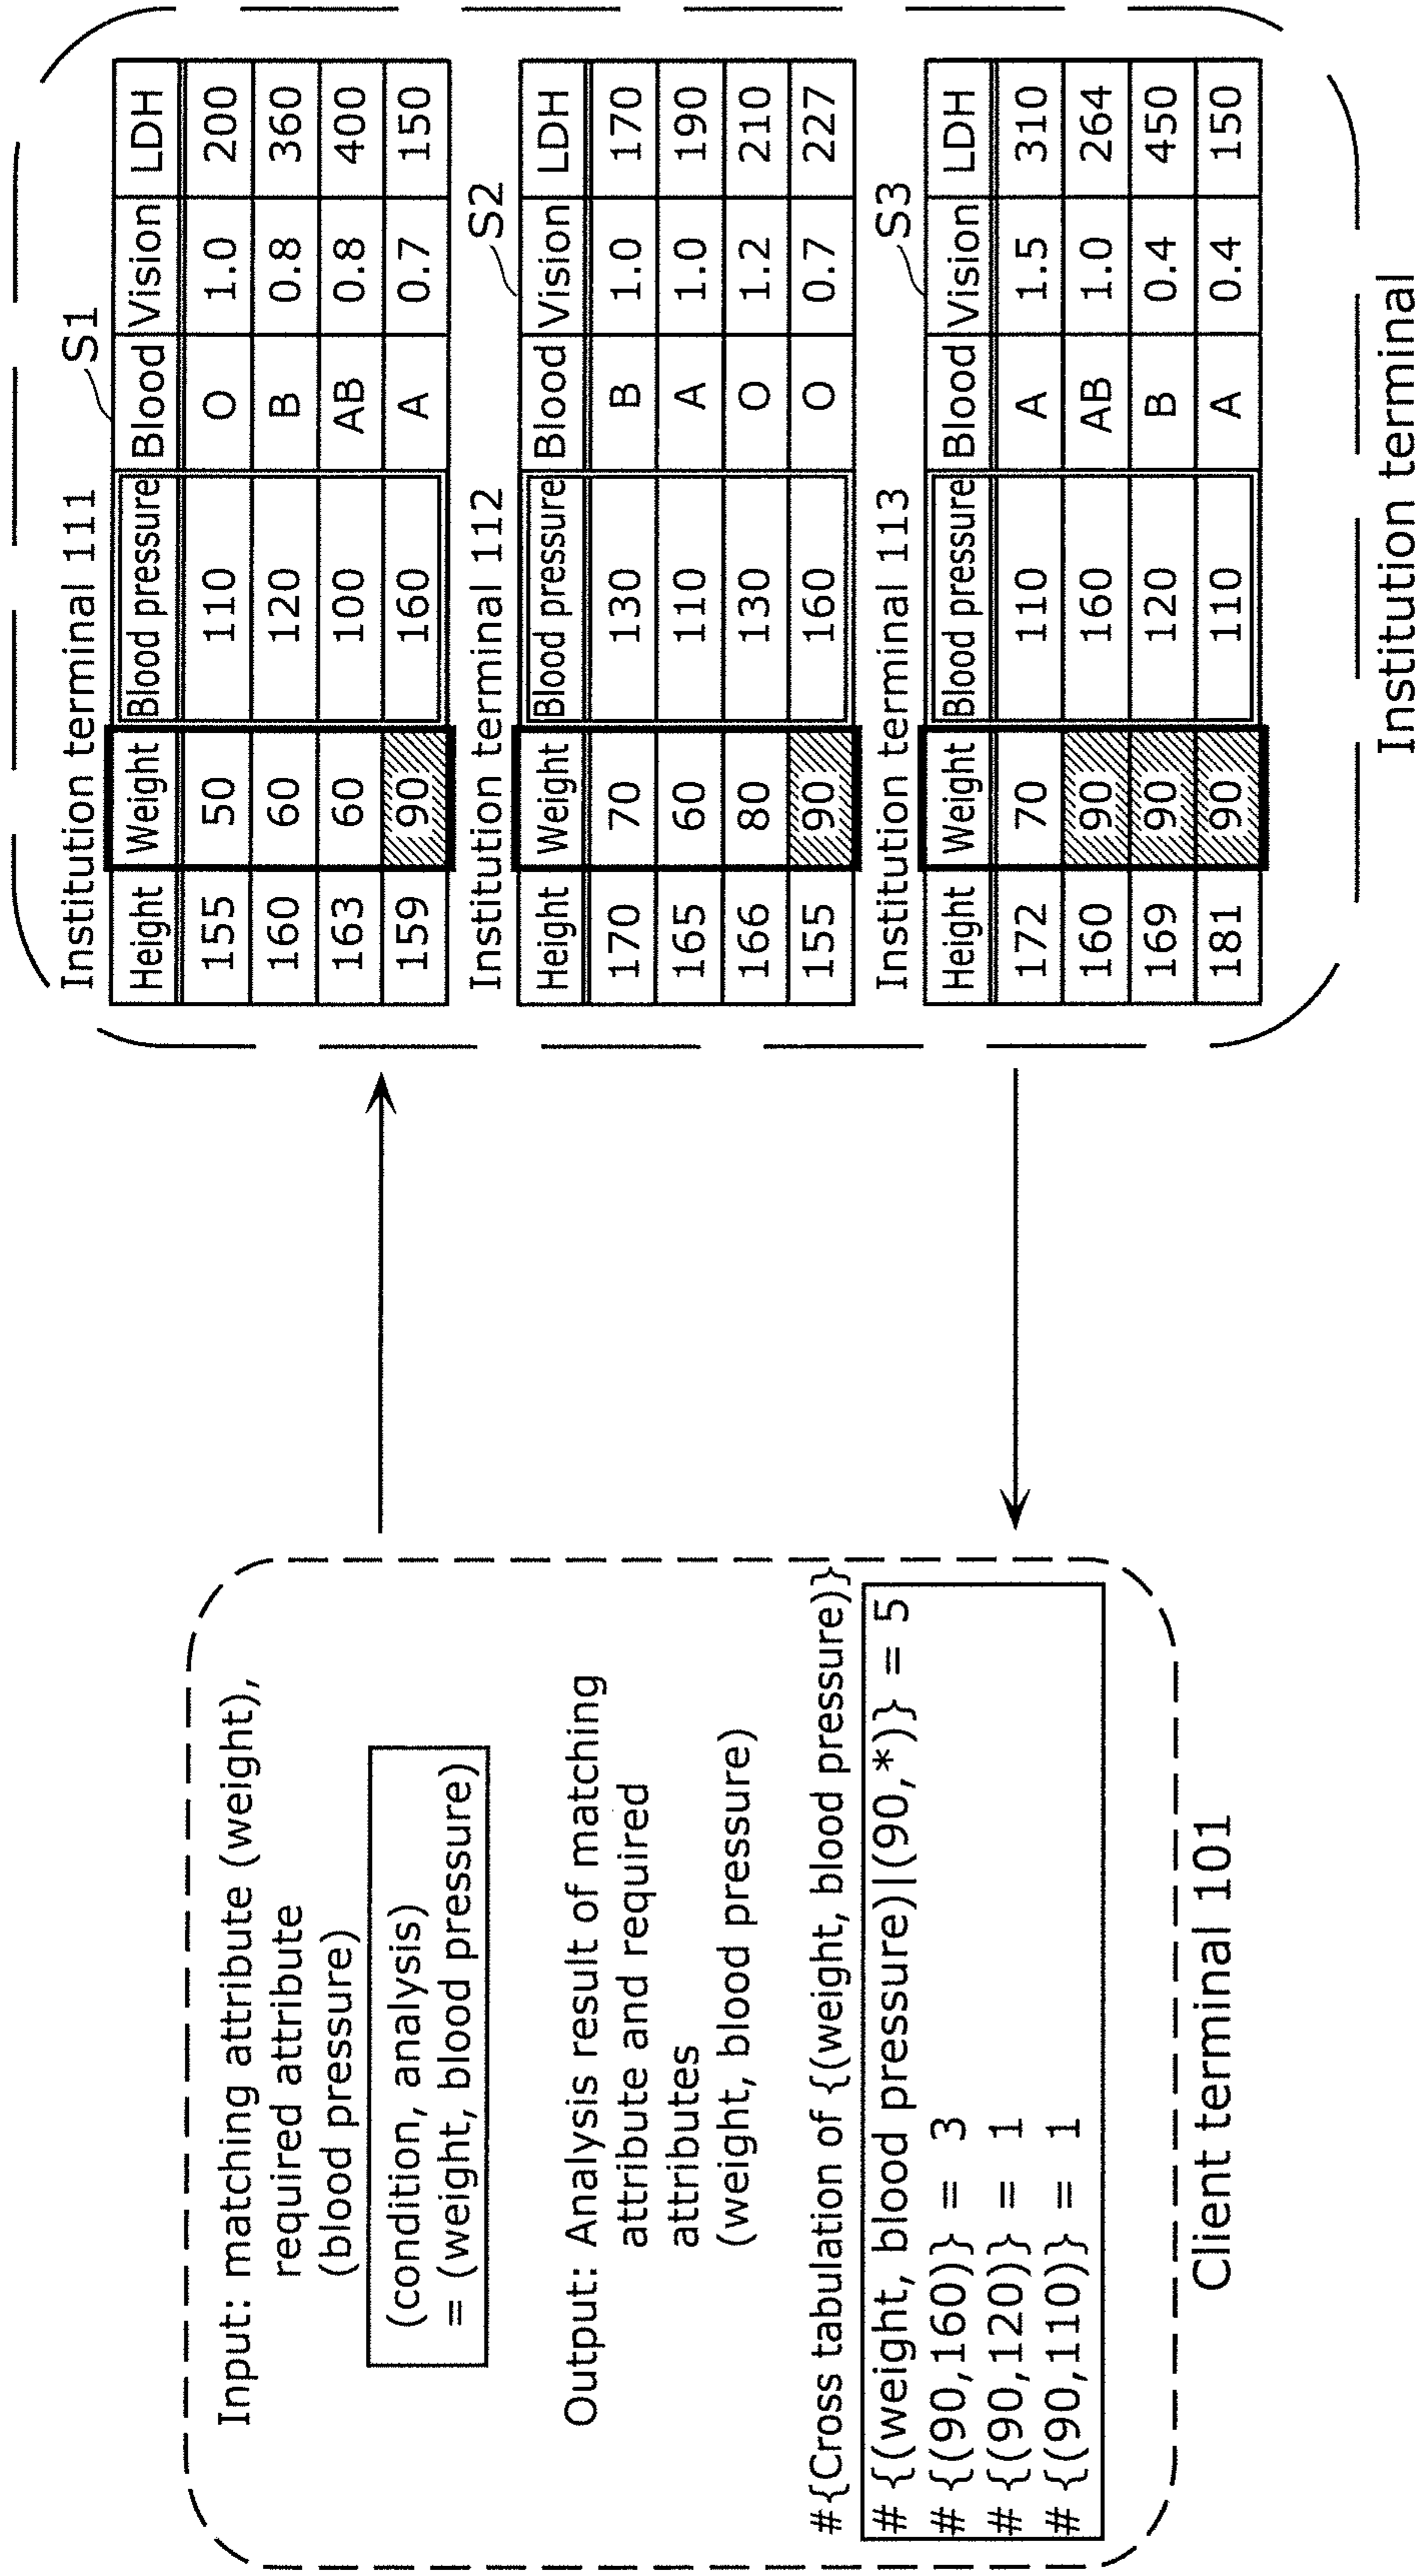 Input: matching attribute (weight),
required attribute
(blood pressure)
(condition, analysis)
= (weight, blood pressure)
Output: Analysis result of matching
attribute and required
attributes
(weight, blood pressure)
#{Cross tabulation of {(weight, blood pressure)}
# {(weight, blood pressure)|(90,*)} = 5
# {(90,160)} = 3
# {(90,120)} = 1
# {(90,110)} = 1
Client terminal 101
Institution terminal 111
S1
Height Weight Blood pressure Blood Vision LDH
155 50 110 O 1.0 200
160 60 120 B 0.8 360
163 60 100 AB 0.8 400
159 90 160 A 0.7 150
Institution terminal 112
S2
Height Weight Blood pressure Blood Vision LDH
170 70 130 B 1.0 170
165 60 110 A 1.0 190
166 80 130 O 1.2 210
155 90 160 O 0.7 227
Institution terminal 113
S3
Height Weight Blood pressure Blood Vision LDH
172 70 110 A 1.5 310
160 90 160 AB 1.0 264
169 90 120 B 0.4 450
181 90 110 A 0.4 150
Institution terminal